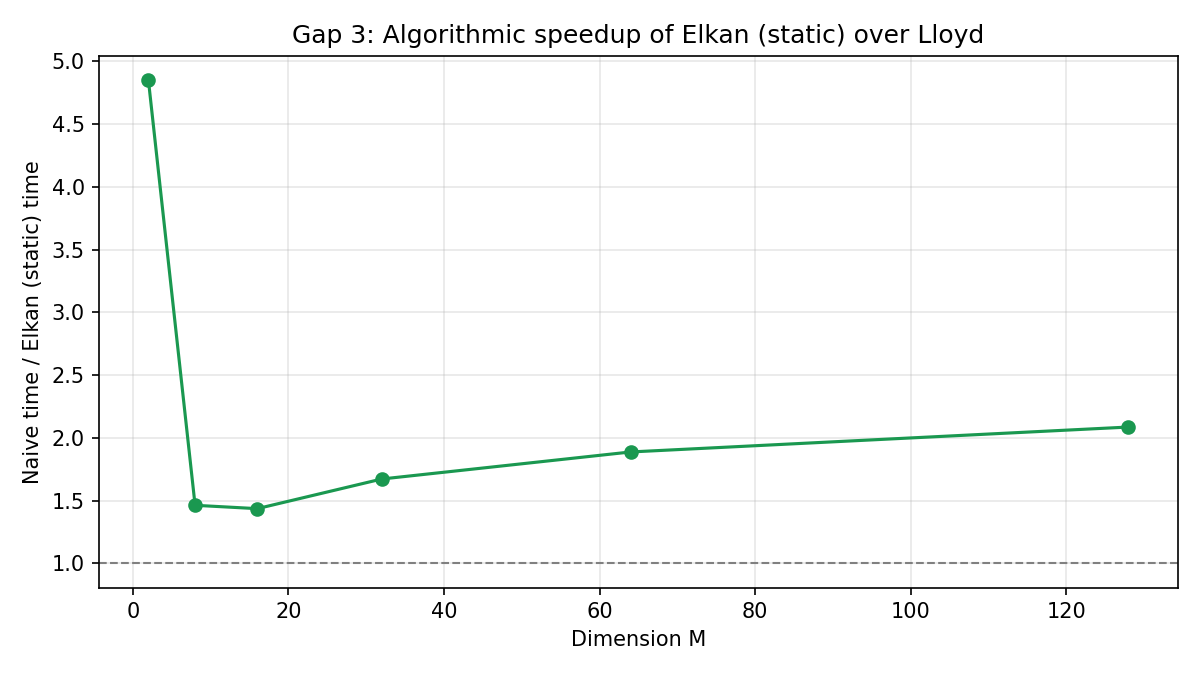 Gap 3: Algorithmic speedup of Elkan (static) over Lloyd
Naive time / Elkan (static) time
5.0
4.5
4.0
3.5
3.0
2.5
2.0
1.5
1.0
0 20 40 60 80 100 120
Dimension M